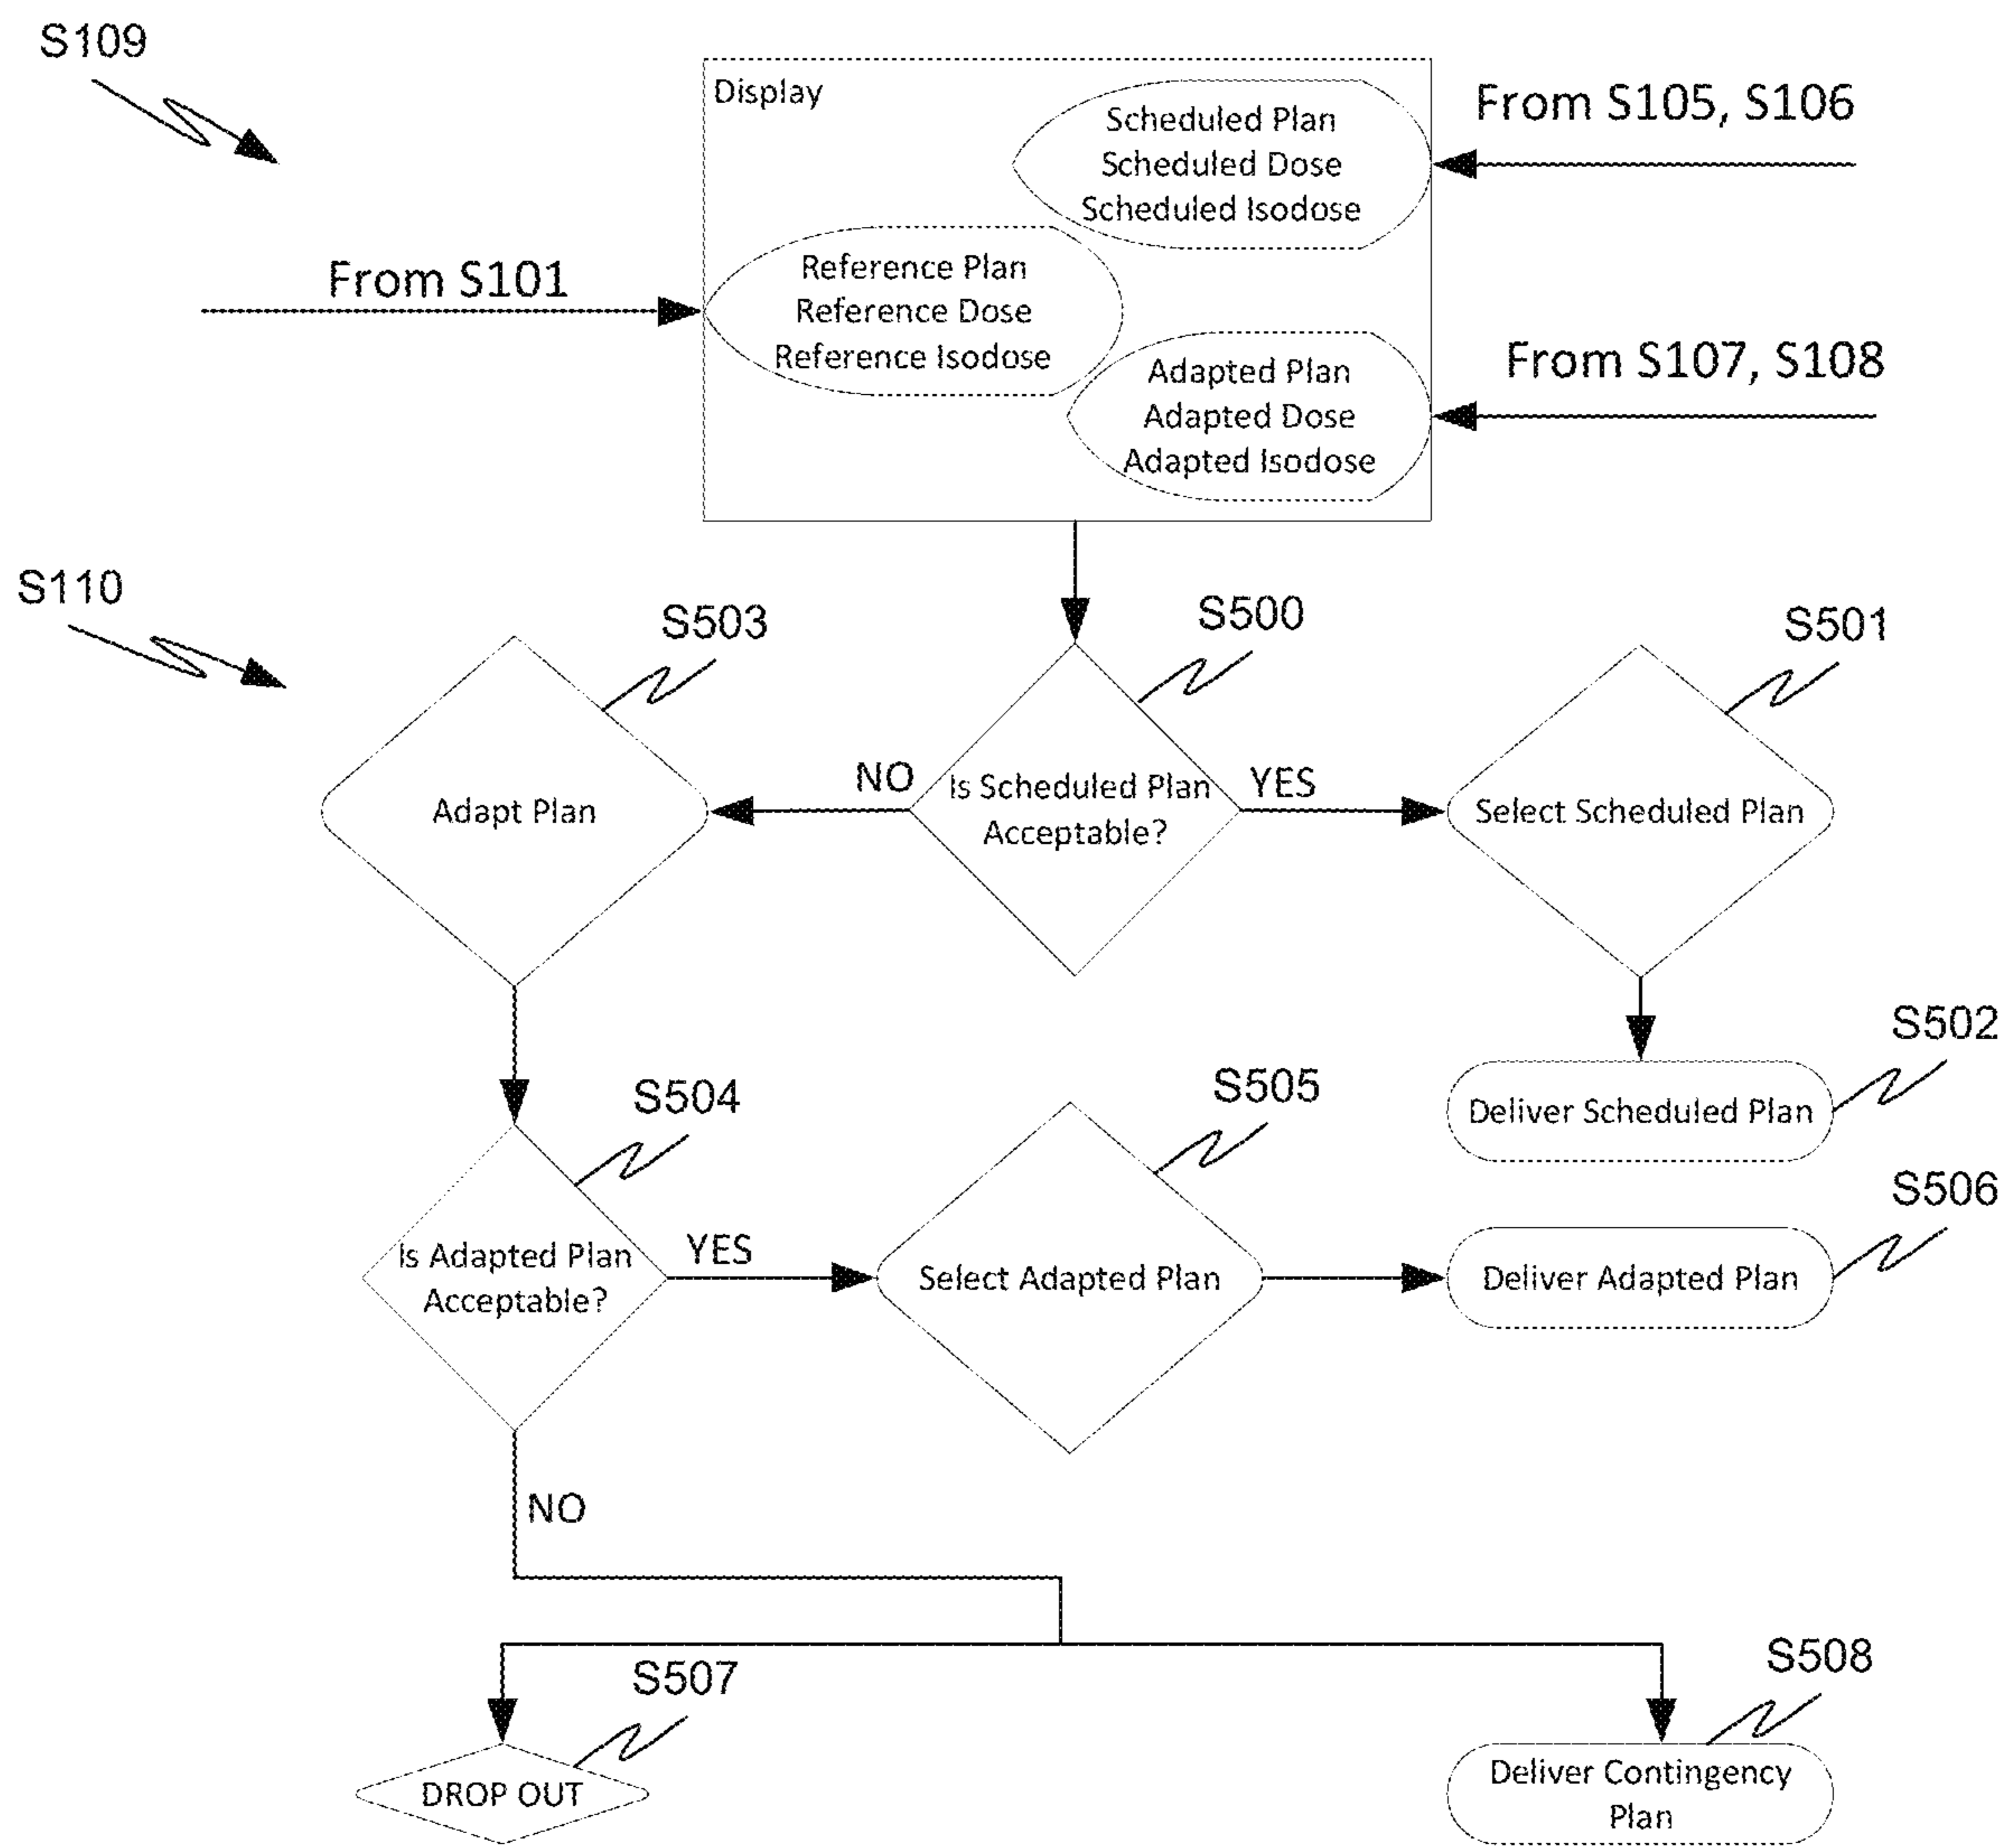 S109
Display
Scheduled Plan
Scheduled Dose
Scheduled Isodose
From S105, S106
From S101
Reference Plan
Reference Dose
Reference Isodose
Adapted Plan
Adapted Dose
Adapted Isodose
From S107, S108
S110
S503
S500
S501
Adapt Plan
NO
Is Scheduled Plan
Acceptable?
YES
Select Scheduled Plan
S502
Deliver Scheduled Plan
S504
S505
S506
Is Adapted Plan
Acceptable?
YES
Select Adapted Plan
Deliver Adapted Plan
NO
S507
S508
DROP OUT
Deliver Contingency
Plan